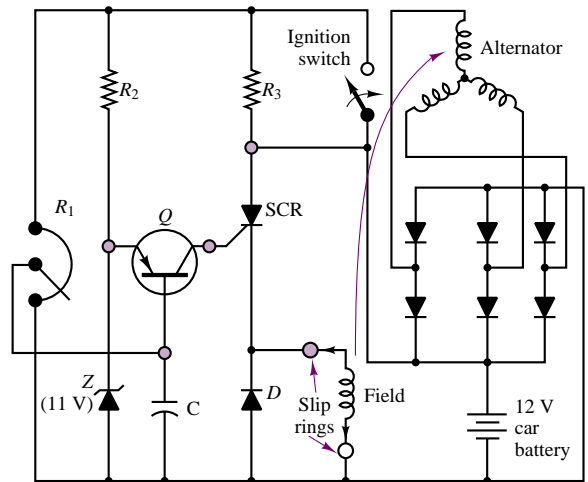 Ignition
switch
Alternator
R2
R3
R1
Q
SCR
Z
(11 V)
C
D
Slip
rings
Field
12 V
car
battery